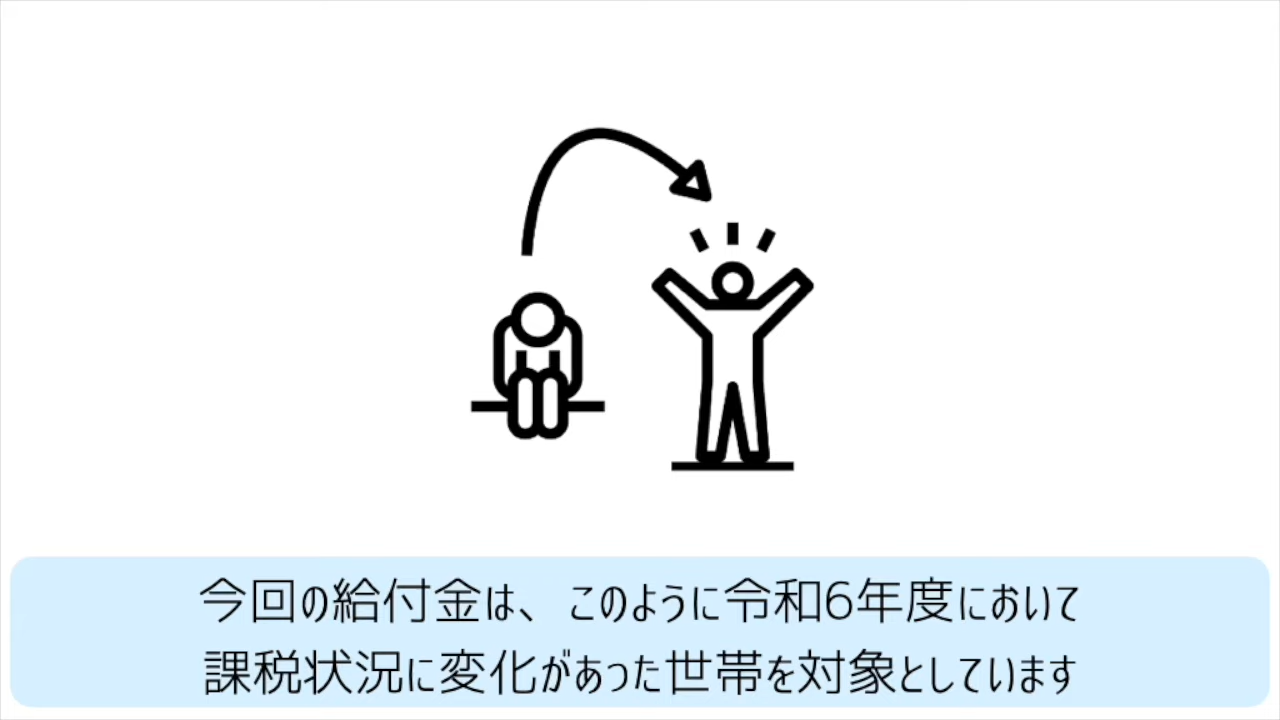 今回の給付金は、このように令和6年度において
課税状況に変化があった世帯を対象としています